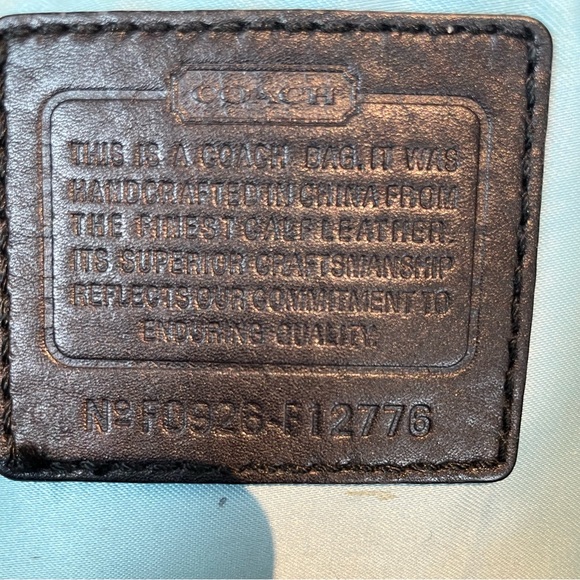 COACH
THIS IS A COACH BAG. IT WAS
HANDCRAFTED IN CHINA FROM
THE FINEST CALF LEATHER.
ITS SUPERIOR CRAFTSMANSHIP
REFLECTS OUR COMMITMENT TO
ENDURING QUALITY.
Nº F0926-F12776